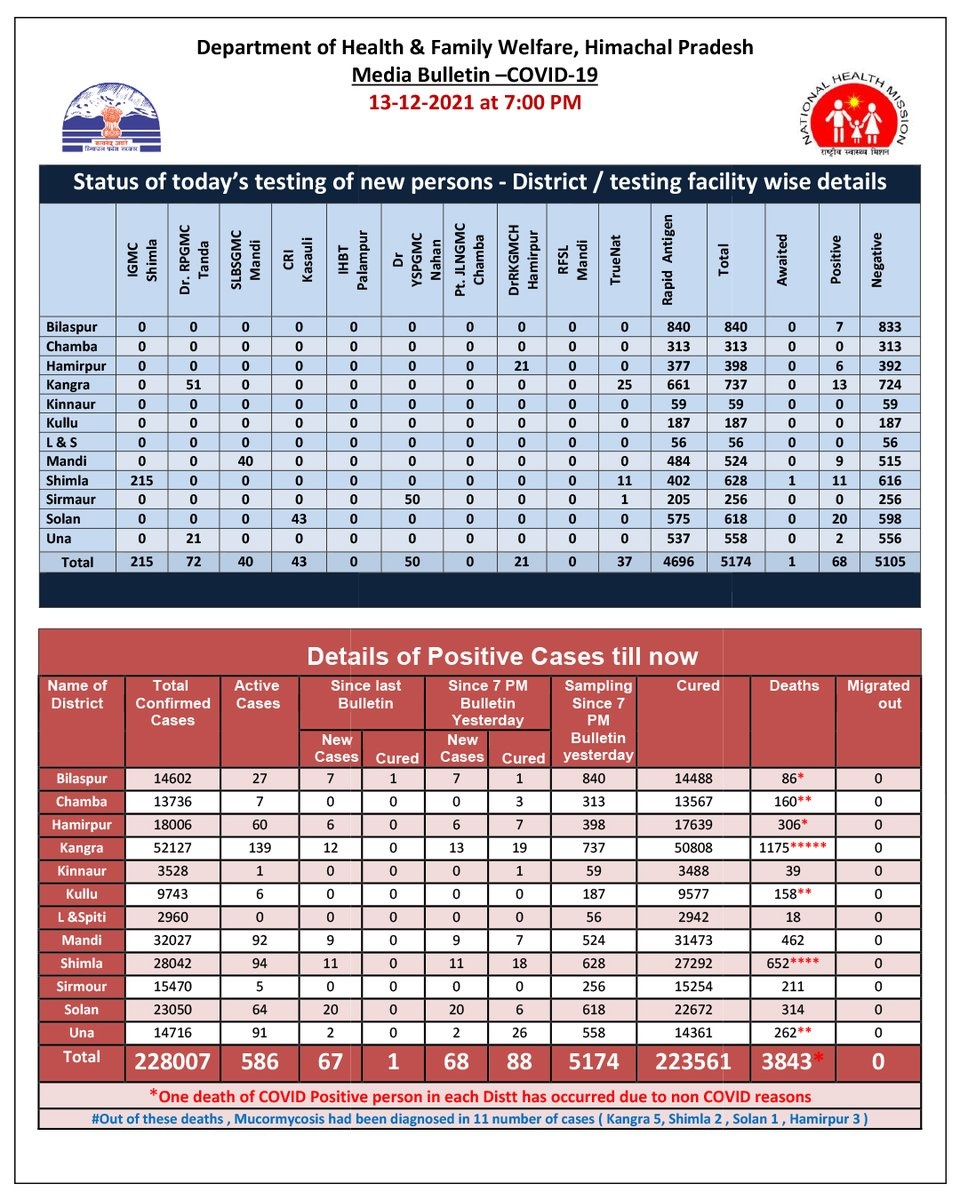 Department of Health & Family Welfare, Himachal Pradesh
Media Bulletin –COVID-19
13-12-2021 at 7:00 PM
हिमाचल प्रदेश सरकार
NATIONAL HEALTH MISSION
राष्ट्रीय स्वास्थ्य मिशन
Status of today’s testing of new persons - District / testing facility wise details
IGMC Shimla Dr. RPGMC Tanda SLBSGMC Mandi CRI Kasauli IHBT Palampur Dr YSPGMC Nahan Pt. JLNGMC Chamba DrRKGMCH Hamirpur RFSL Mandi TrueNat Rapid Antigen Total Awaited Positive Negative
Bilaspur 0 0 0 0 0 0 0 0 0 0 840 840 0 7 833
Chamba 0 0 0 0 0 0 0 0 0 0 313 313 0 0 313
Hamirpur 0 0 0 0 0 0 0 21 0 0 377 398 0 6 392
Kangra 0 51 0 0 0 0 0 0 0 25 661 737 0 13 724
Kinnaur 0 0 0 0 0 0 0 0 0 0 59 59 0 0 59
Kullu 0 0 0 0 0 0 0 0 0 0 187 187 0 0 187
L & S 0 0 0 0 0 0 0 0 0 0 56 56 0 0 56
Mandi 0 0 40 0 0 0 0 0 0 0 484 524 0 9 515
Shimla 215 0 0 0 0 0 0 0 0 11 402 628 1 11 616
Sirmaur 0 0 0 0 0 50 0 0 0 1 205 256 0 0 256
Solan 0 0 0 43 0 0 0 0 0 0 575 618 0 20 598
Una 0 21 0 0 0 0 0 0 0 0 537 558 0 2 556
Total 215 72 40 43 0 50 0 21 0 37 4696 5174 1 68 5105
Details of Positive Cases till now
Name of District Total Confirmed Cases Active Cases Since last Bulletin Since 7 PM Bulletin Yesterday Sampling Since 7 PM Bulletin yesterday Cured Deaths Migrated out
New Cases Cured New Cases Cured
Bilaspur 14602 27 7 1 7 1 840 14488 86* 0
Chamba 13736 7 0 0 0 3 313 13567 160** 0
Hamirpur 18006 60 6 0 6 7 398 17639 306* 0
Kangra 52127 139 12 0 13 19 737 50808 1175***** 0
Kinnaur 3528 1 0 0 0 1 59 3488 39 0
Kullu 9743 6 0 0 0 0 187 9577 158** 0
L &Spiti 2960 0 0 0 0 0 56 2942 18 0
Mandi 32027 92 9 0 9 7 524 31473 462 0
Shimla 28042 94 11 0 11 18 628 27292 652**** 0
Sirmour 15470 5 0 0 0 0 256 15254 211 0
Solan 23050 64 20 0 20 6 618 22672 314 0
Una 14716 91 2 0 2 26 558 14361 262** 0
Total 228007 586 67 1 68 88 5174 223561 3843* 0
*One death of COVID Positive person in each Distt has occurred due to non COVID reasons
#Out of these deaths , Mucormycosis had been diagnosed in 11 number of cases ( Kangra 5, Shimla 2 , Solan 1 , Hamirpur 3 )